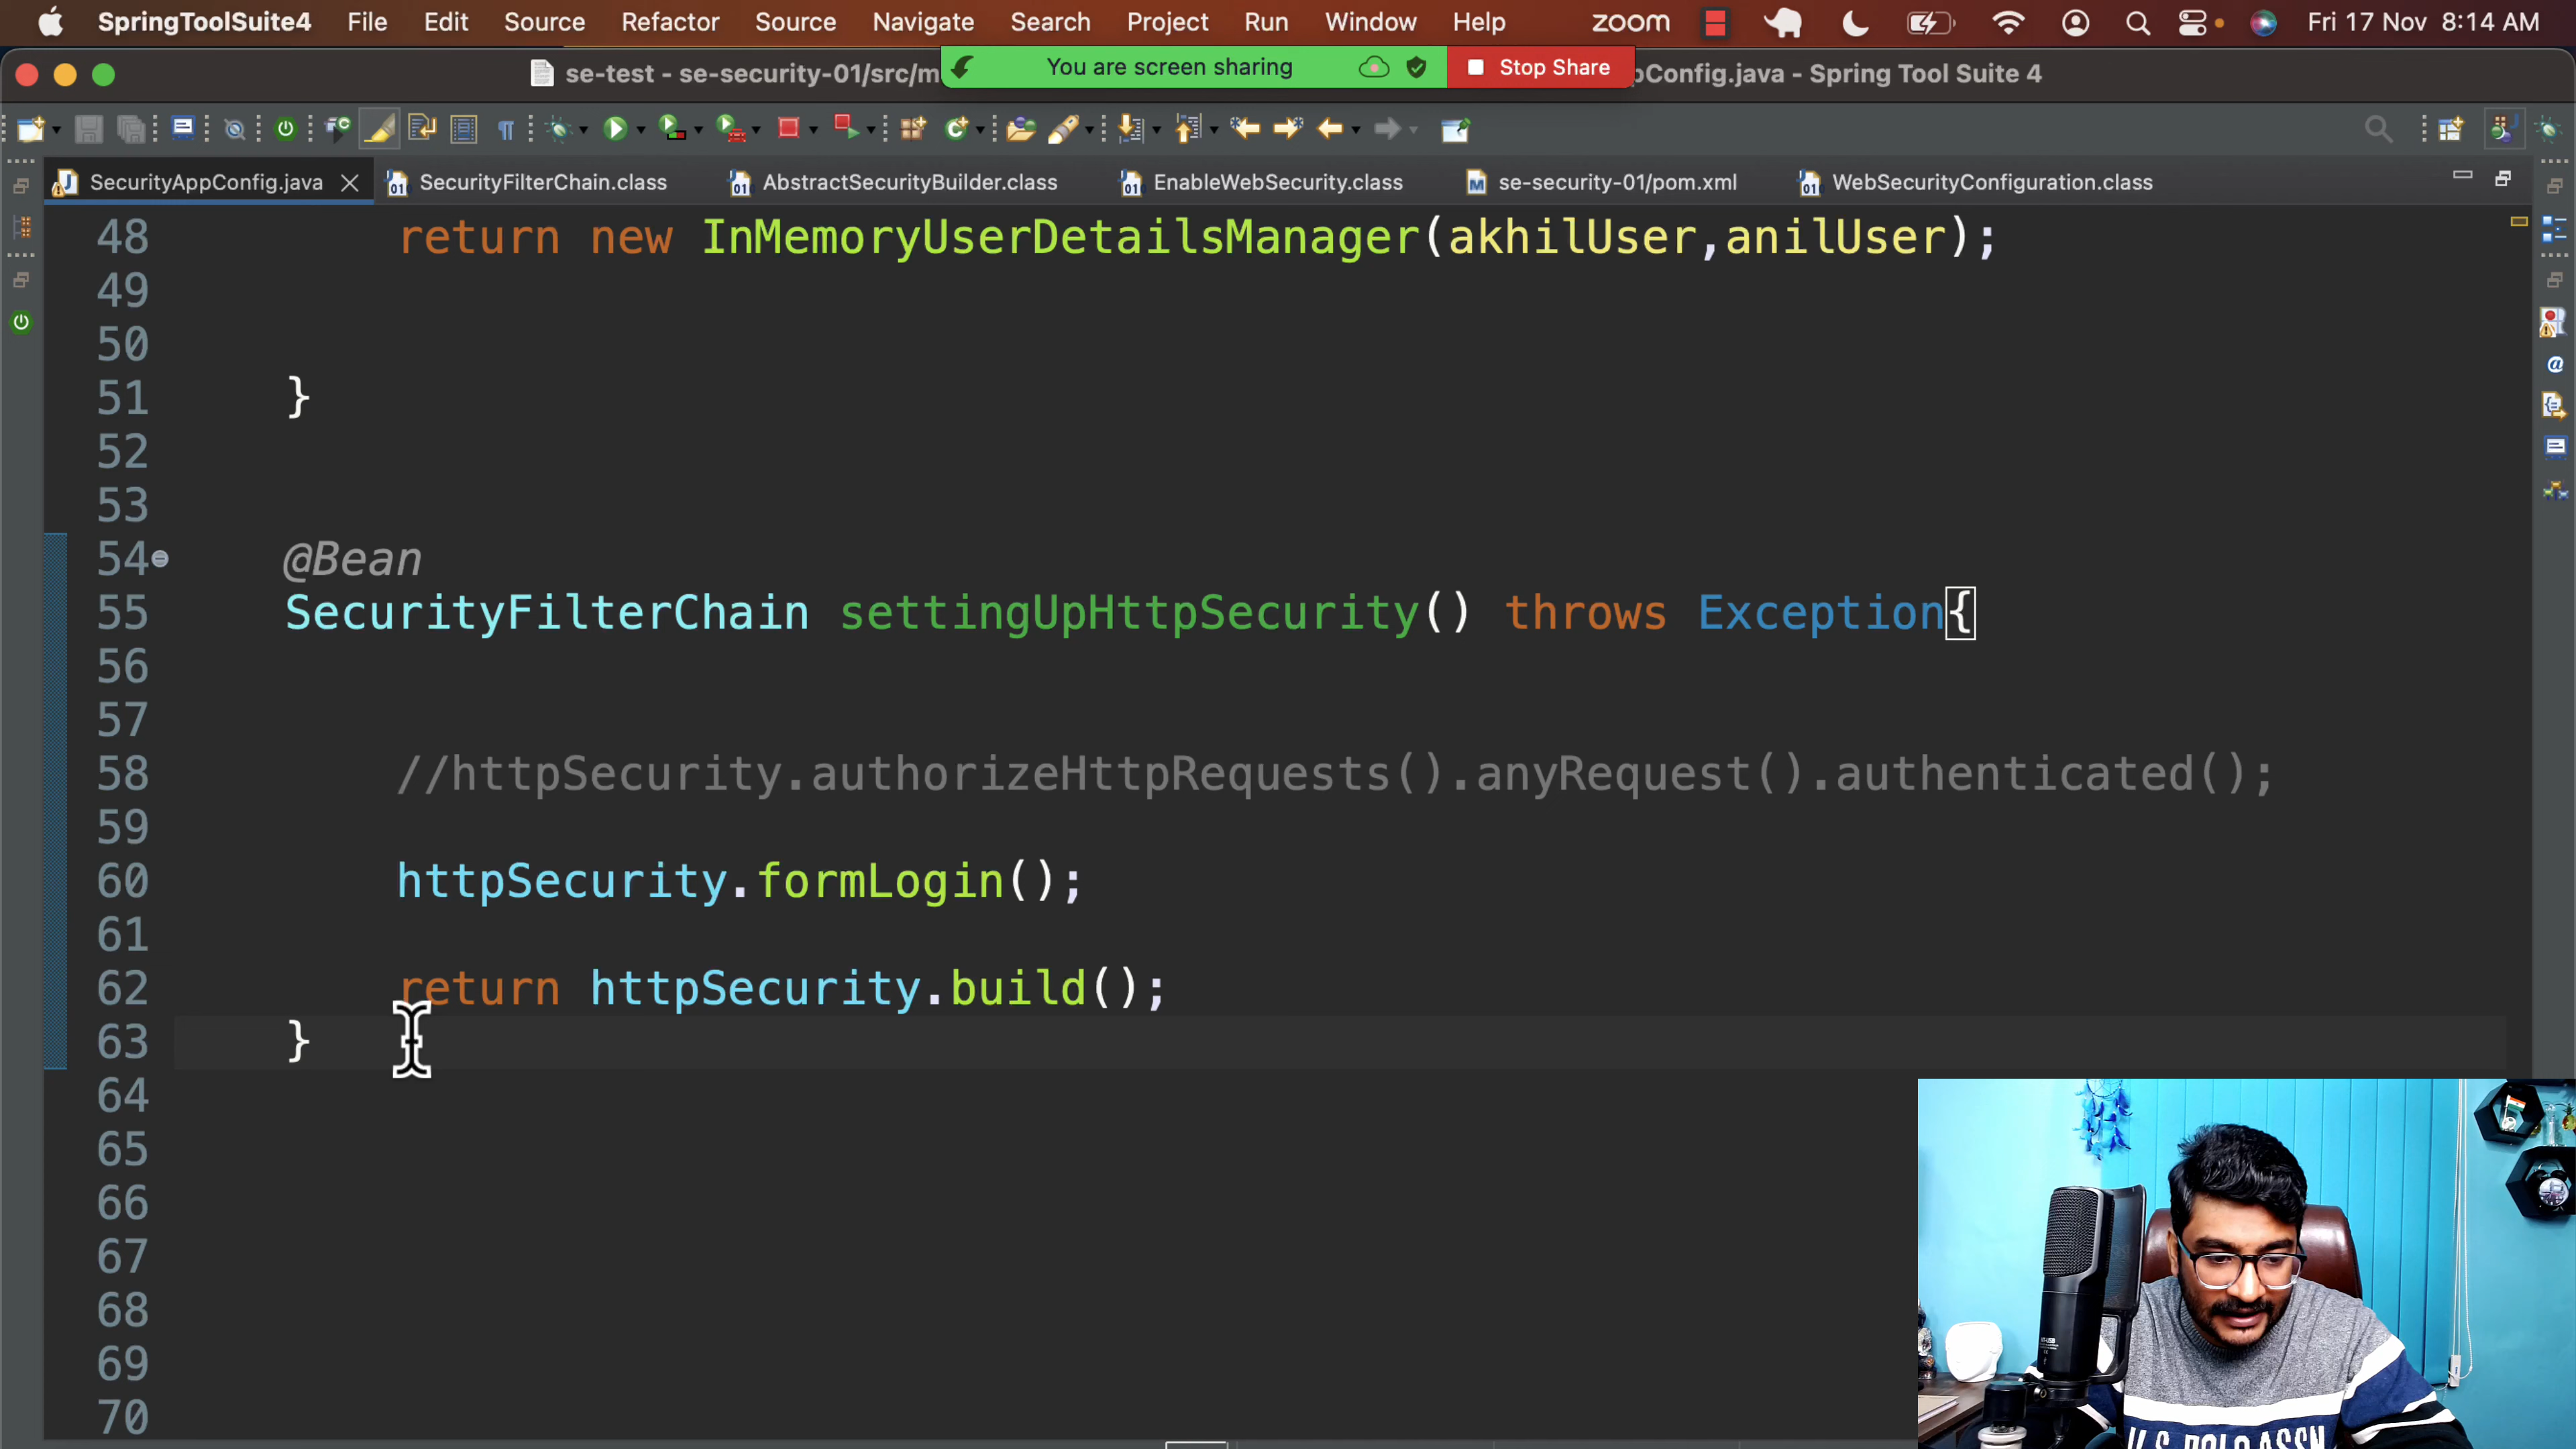 SpringToolSuite4 File Edit Source Refactor Source Navigate Search Project Run Window Help zoom Fri 17 Nov 8:14 AM
You are screen sharing Stop Share
se-test - se-security-01/src/m pConfig.java - Spring Tool Suite 4
SecurityAppConfig.java SecurityFilterChain.class AbstractSecurityBuilder.class EnableWebSecurity.class se-security-01/pom.xml WebSecurityConfiguration.class
48 return new InMemoryUserDetailsManager(akhilUser,anilUser);
49
50
51 }
52
53
54 @Bean
55 SecurityFilterChain settingUpHttpSecurity() throws Exception{
56
57
58 //httpSecurity.authorizeHttpRequests().anyRequest().authenticated();
59
60 httpSecurity.formLogin();
61
62 return httpSecurity.build();
63 }
64
65
66
67
68
69
70